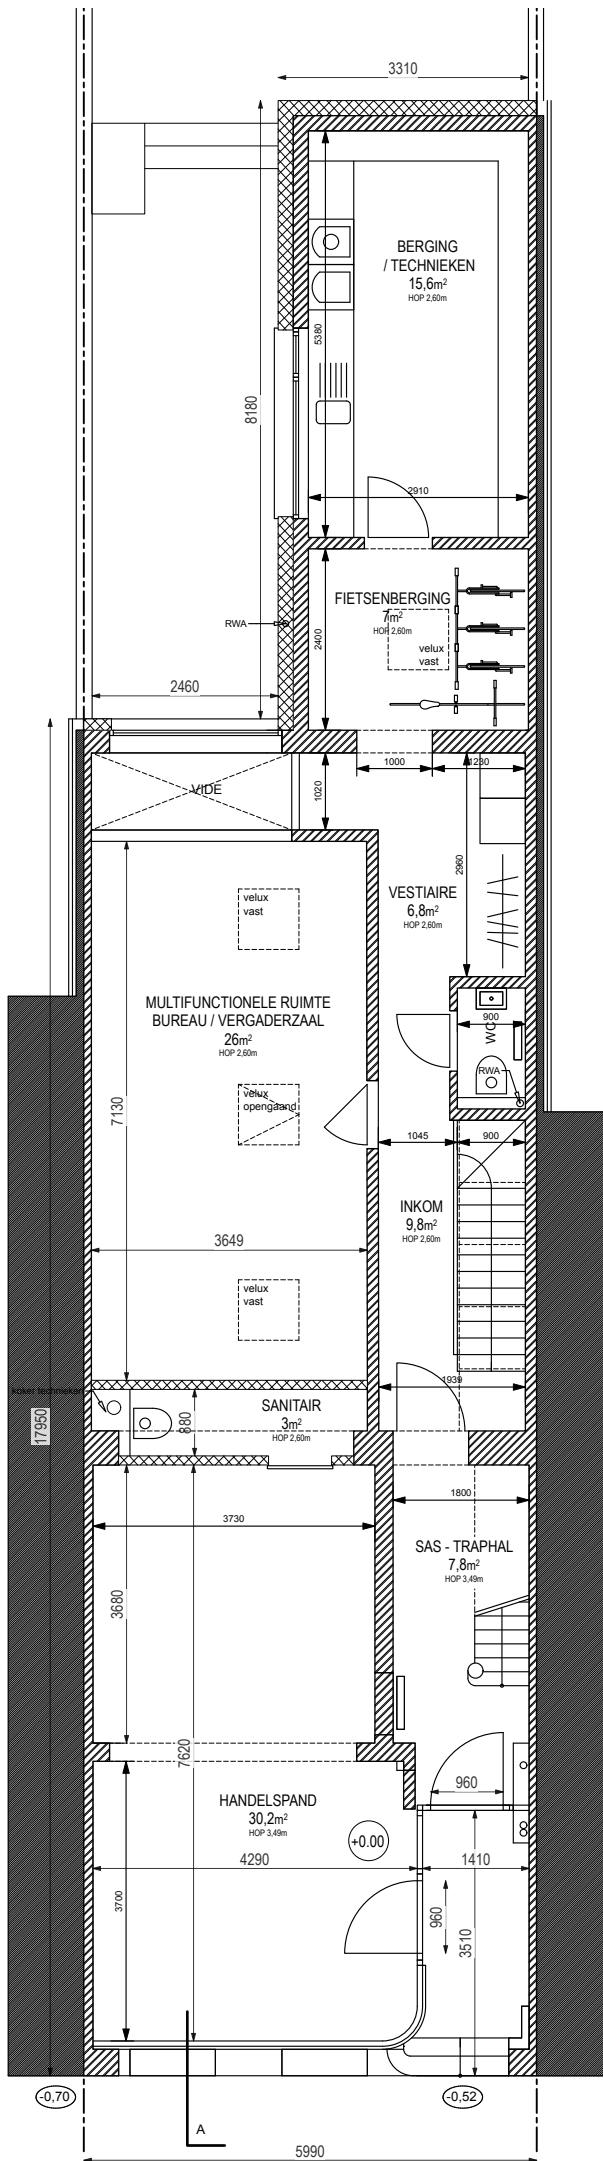 3310
BERGING
/ TECHNIEKEN
15,6m²
HOP 2,60m
5380
8180
2910
FIETSENBERGING
7m²
HOP 2,60m
velux
vast
RWA
2400
2460
1000
1230
VIDE
1020
2960
velux
vast
VESTIAIRE
6,8m²
HOP 2,60m
MULTIFUNCTIONELE RUIMTE
BUREAU / VERGADERZAAL
26m²
HOP 2,60m
900
WC
RWA
velux
opengaand
7130
1045
900
INKOM
9,8m²
HOP 2,60m
3649
velux
vast
1939
koker technieken
SANITAIR
3m²
HOP 2,60m
880
17950
1800
3730
SAS - TRAPHAL
7,8m²
HOP 3,49m
3680
7620
960
HANDELSPAND
30,2m²
HOP 3,49m
+0.00
4290
1410
3700
960
3510
-0,70
-0,52
A
5990